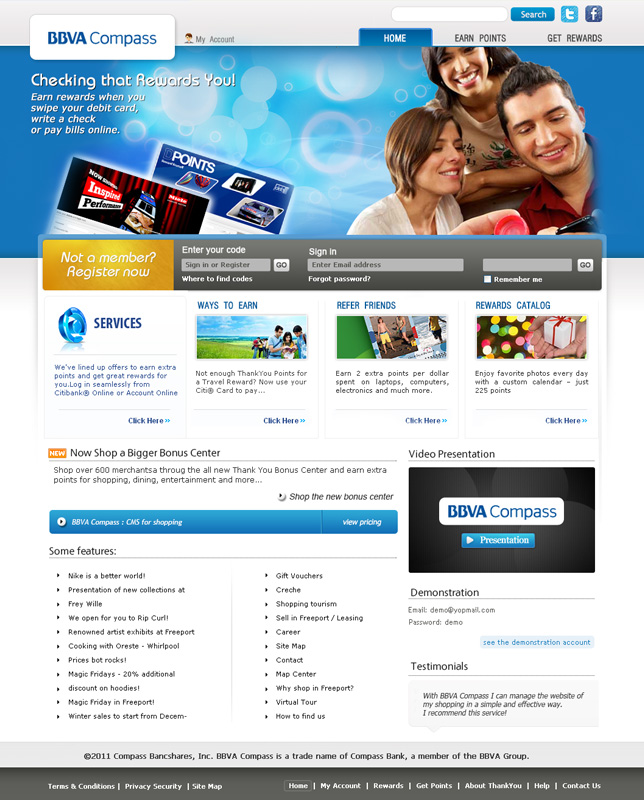 Search
BBVA Compass
My Account
HOME
EARN POINTS
GET REWARDS
Checking that Rewards You!
Earn rewards when you
swipe your debit card,
write a check
or pay bills online.
POINTS
NOW SHOWING
Inspired
Performance
Not a member?
Register now
Enter your code
Sign in or Register
GO
Where to find codes
Sign in
Enter Email address
GO
Forgot password?
Remember me
SERVICES
We've lined up offers to earn extra
points and get great rewards for
you.Log in seamlessly from
Citibank® Online or Account Online
Click Here
WAYS TO EARN
Not enough ThankYou Points for
a Travel Reward? Now use your
Citi® Card to pay...
Click Here
REFER FRIENDS
Earn 2 extra points per dollar
spent on laptops, computers,
electronics and much more.
Click Here
REWARDS CATALOG
Enjoy favorite photos every day
with a custom calendar – just
225 points
Click Here
NEW Now Shop a Bigger Bonus Center
Shop over 600 merchantsa throug the all new Thank You Bonus Center and earn extra
points for shopping, dining, entertainment and more...
Shop the new bonus center
BBVA Compass : CMS for shopping
view pricing
Some features:
Nike is a better world!
Presentation of new collections at
Frey Wille
We open for you to Rip Curl!
Renowned artist exhibits at Freeport
Cooking with Oreste - Whirlpool
Prices bot rocks!
Magic Fridays - 20% additional
discount on hoodies!
Magic Friday in Freeport!
Winter sales to start from Decem-
Gift Vouchers
Creche
Shopping tourism
Sell in Freeport / Leasing
Career
Site Map
Contact
Map Center
Why shop in Freeport?
Virtual Tour
How to find us
Video Presentation
BBVA Compass
Presentation
Demonstration
Email: demo@yopmail.com
Password: demo
see the demonstration account
Testimonials
With BBVA Compass I can manage the website of
my shopping in a simple and effective way.
I recommend this service!
©2011 Compass Bancshares, Inc. BBVA Compass is a trade name of Compass Bank, a member of the BBVA Group.
Terms & Conditions | Privacy Security | Site Map
Home | My Account | Rewards | Get Points | About ThankYou | Help | Contact Us